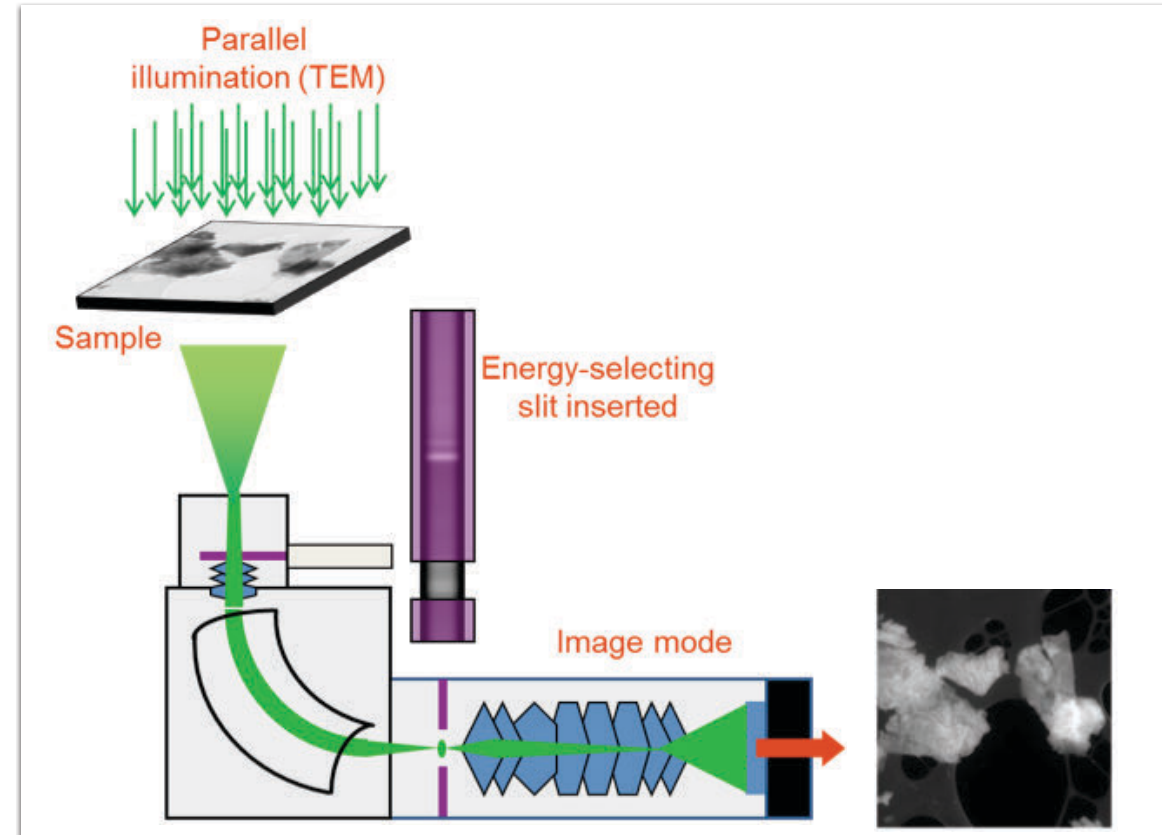 Parallel
illumination (TEM)
Sample
Energy-selecting
slit inserted
Image mode